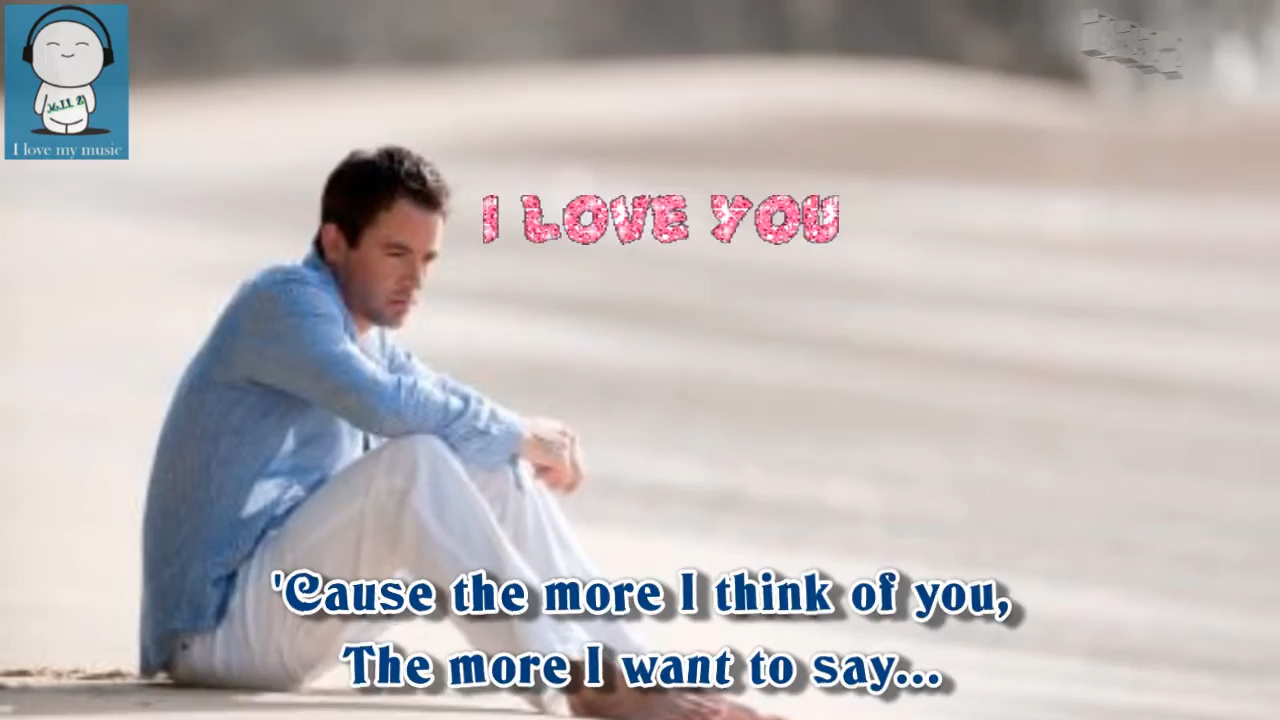 I love my music
I LOVE YOU
'Cause the more I think of you,
The more I want to say...